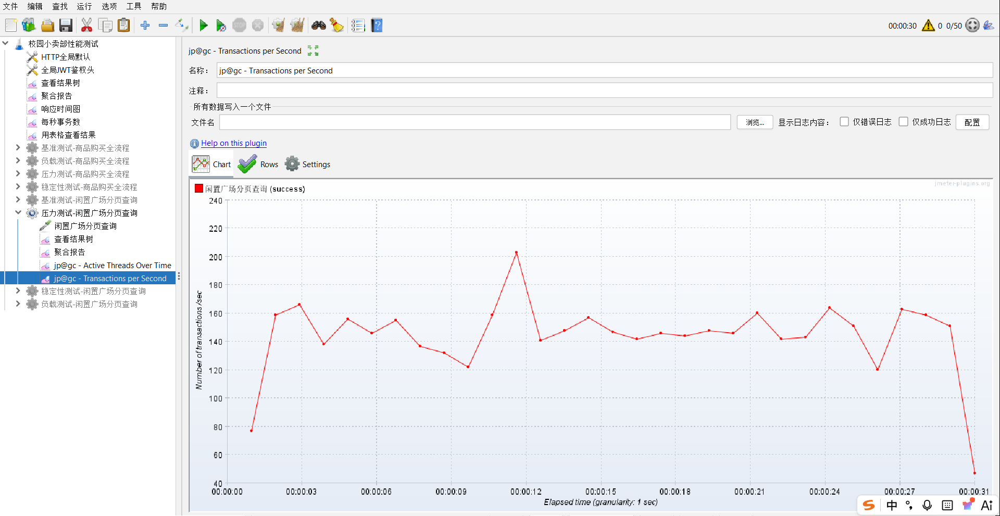 文件 编辑 查找 运行 选项 工具 帮助
STOP
00:00:30 0 0/50
校园小卖部性能测试
HTTP全局默认
全局JWT鉴权头
查看结果树
聚合报告
响应时间图
每秒事务数
用表格查看结果
基准测试-商品购买全流程
负载测试-商品购买全流程
压力测试-商品购买全流程
稳定性测试-商品购买全流程
基准测试-闲置广场分页查询
压力测试-闲置广场分页查询
闲置广场分页查询
查看结果树
聚合报告
jp@gc - Active Threads Over Time
jp@gc - Transactions per Second
稳定性测试-闲置广场分页查询
负载测试-闲置广场分页查询
jp@gc - Transactions per Second
名称： jp@gc - Transactions per Second
注释：
所有数据写入一个文件
文件名 浏览... 显示日志内容： 仅错误日志 仅成功日志 配置
Help on this plugin
Chart Rows Settings
jmeter-plugins.org
闲置广场分页查询 (success)
240
220
200
180
160
140
120
100
80
60
40
Number of transactions /sec
00:00:00 00:00:03 00:00:06 00:00:09 00:00:12 00:00:15 00:00:18 00:00:21 00:00:24 00:00:27 00:00:31
Elapsed time (granularity: 1 sec)
S 中 Ai